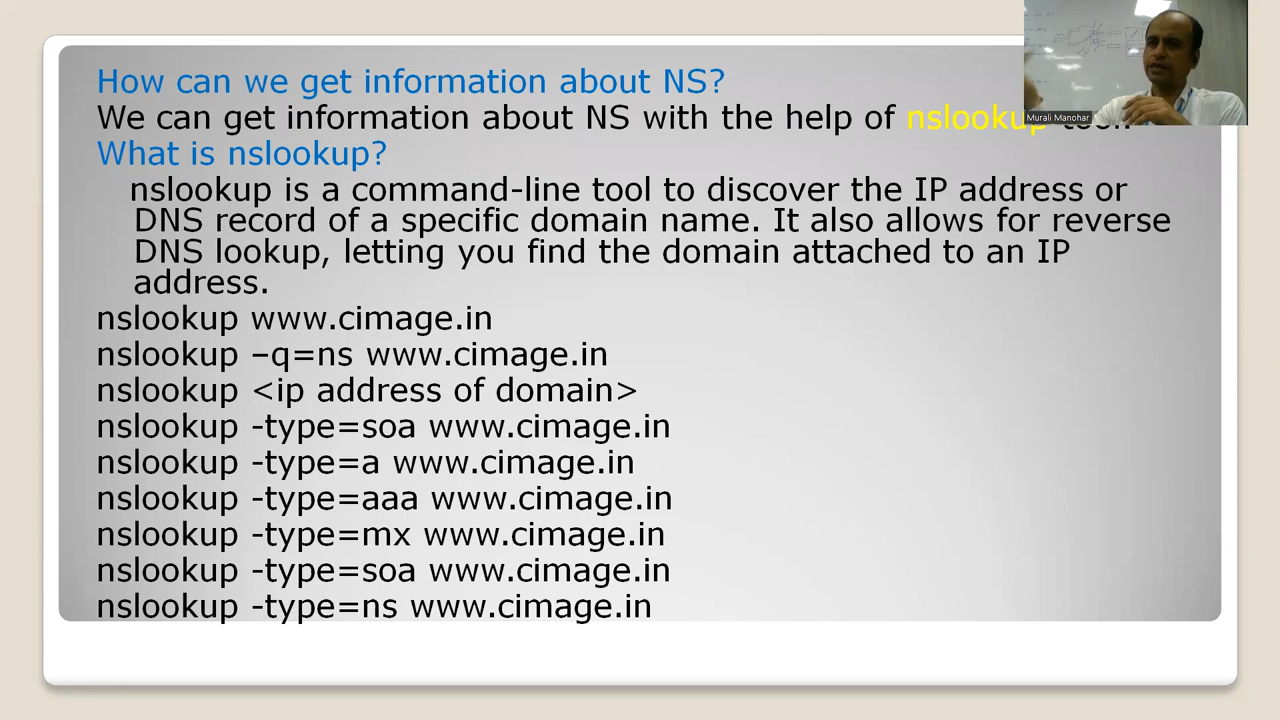 How can we get information about NS?
We can get information about NS with the help of nslookup
Murali Manohar
What is nslookup?
nslookup is a command-line tool to discover the IP address or
DNS record of a specific domain name. It also allows for reverse
DNS lookup, letting you find the domain attached to an IP
address.
nslookup www.cimage.in
nslookup –q=ns www.cimage.in
nslookup <ip address of domain>
nslookup -type=soa www.cimage.in
nslookup -type=a www.cimage.in
nslookup -type=aaa www.cimage.in
nslookup -type=mx www.cimage.in
nslookup -type=soa www.cimage.in
nslookup -type=ns www.cimage.in